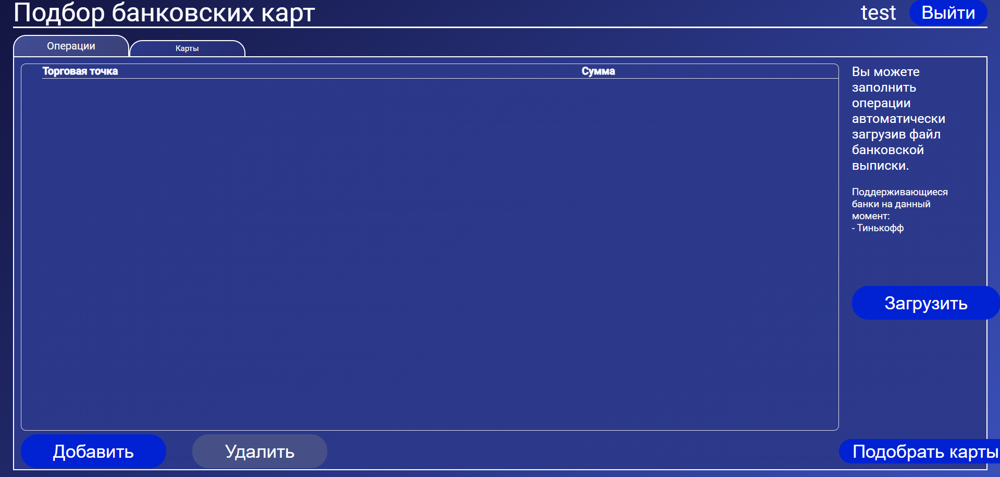 Подбор банковских карт
test
Выйти
Операции
Карты
Торговая точка
Сумма
Вы можете
заполнить
операции
автоматически
загрузив файл
банковской
выписки.
Поддерживающиеся
банки на данный
момент:
- Тинькофф
Загрузить
Добавить
Удалить
Подобрать карты